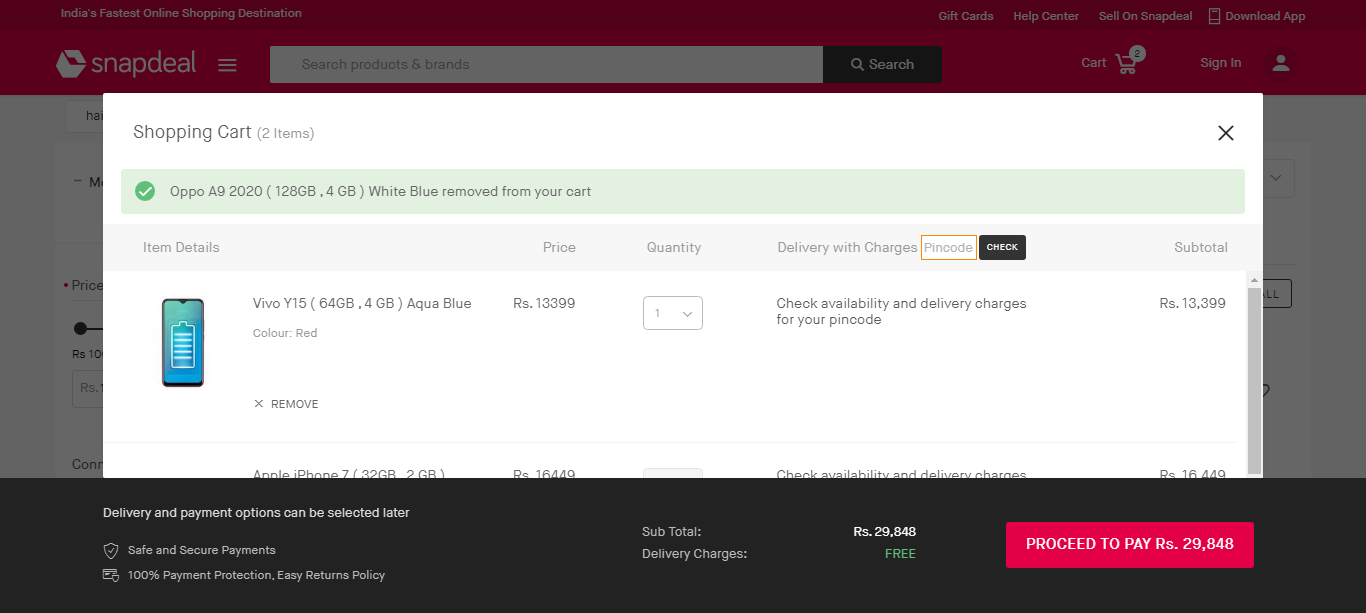 India's Fastest Online Shopping Destination
Gift Cards Help Center Sell On Snapdeal Download App
snapdeal
Search products & brands
Search
Cart 2
Sign In
hai
Shopping Cart (2 Items)
Oppo A9 2020 ( 128GB , 4 GB ) White Blue removed from your cart
Item Details Price Quantity Delivery with Charges Pincode CHECK Subtotal
Price
Rs 10
Rs.
Vivo Y15 ( 64GB , 4 GB ) Aqua Blue Rs. 13399 1 Check availability and delivery charges Rs. 13,399
for your pincode
Colour: Red
REMOVE
Apple iPhone 7 ( 32GB , 2 GB ) Rs. 16449 Check availability and delivery charges Rs. 16,449
Delivery and payment options can be selected later
Safe and Secure Payments
100% Payment Protection, Easy Returns Policy
Sub Total: Rs. 29,848
Delivery Charges: FREE
PROCEED TO PAY Rs. 29,848